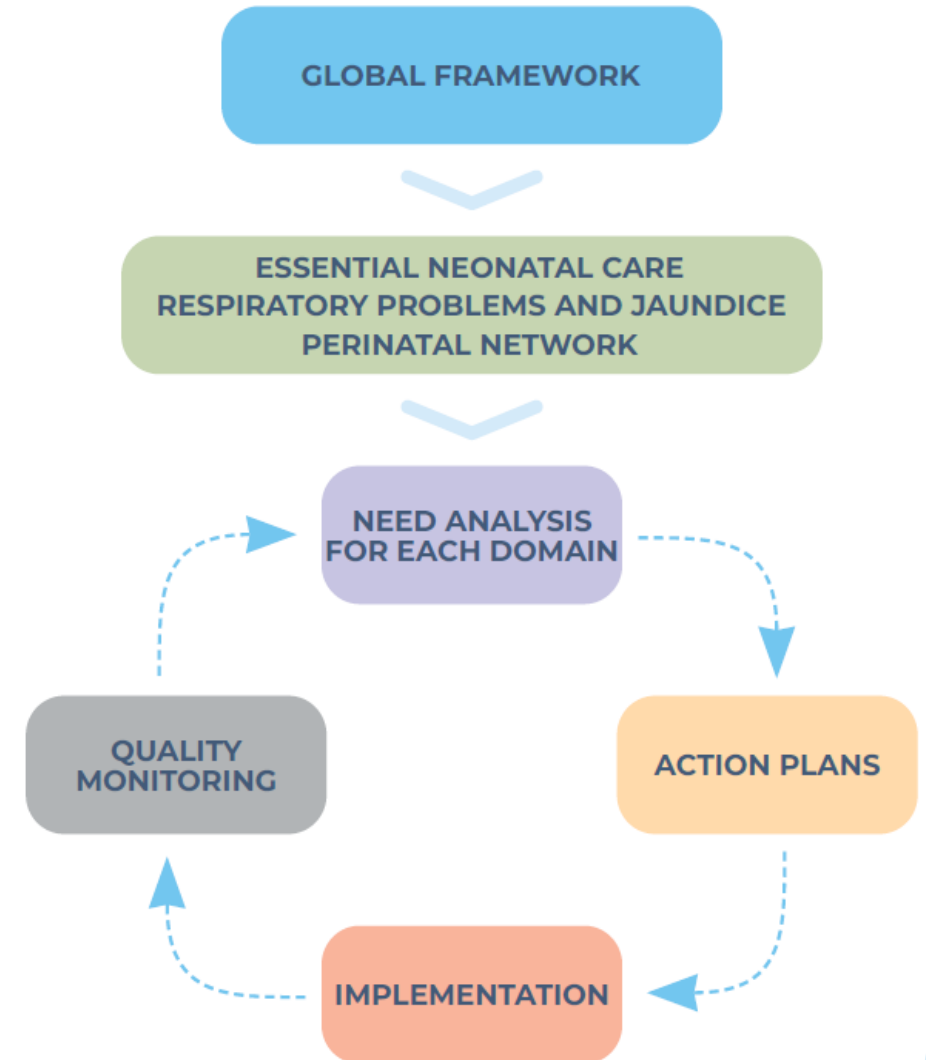 GLOBAL FRAMEWORK
ESSENTIAL NEONATAL CARE
RESPIRATORY PROBLEMS AND JAUNDICE
PERINATAL NETWORK
NEED ANALYSIS
FOR EACH DOMAIN
QUALITY
MONITORING
ACTION PLANS
IMPLEMENTATION